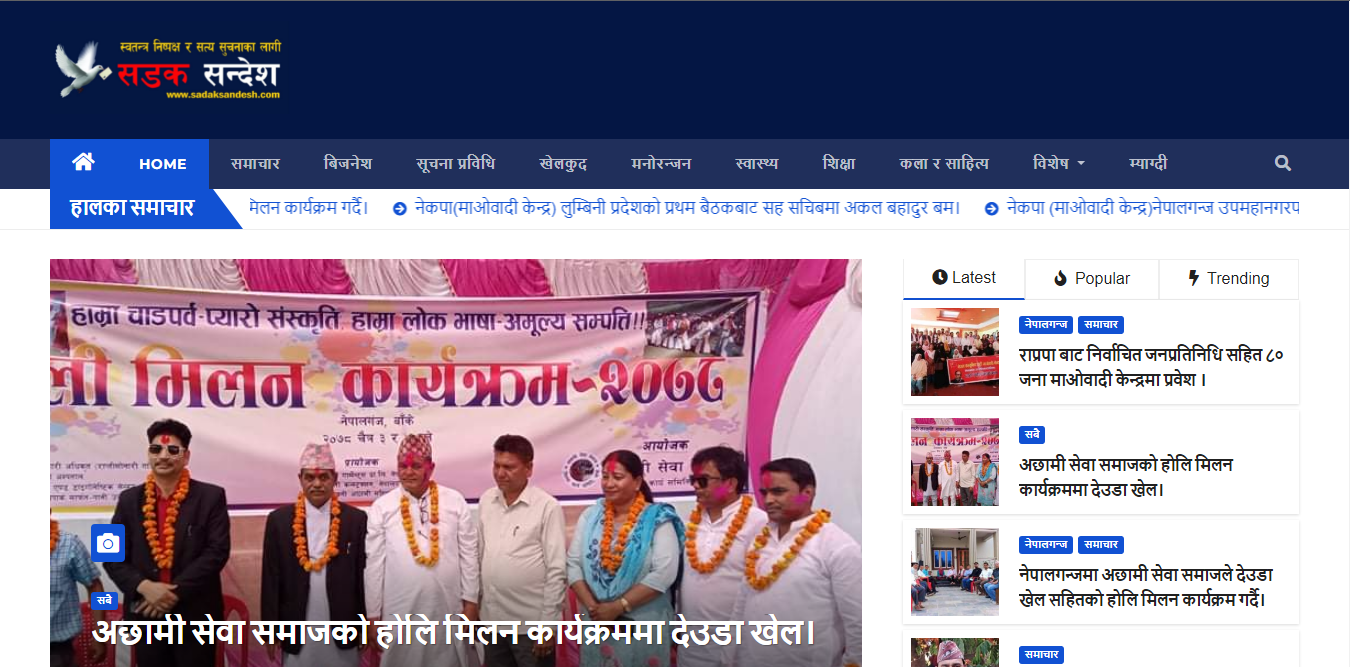 स्वतन्त्र निष्पक्ष र सत्य सुचनाका लागी
सडक सन्देश
www.sadaksandesh.com
HOME समाचार बिजनेश सूचना प्रविधि खेलकुद मनोरन्जन स्वास्थ्य शिक्षा कला र साहित्य विशेष म्याग्दी
हालका समाचार
मिलन कार्यक्रम गर्दै। नेकपा(माओवादी केन्द्र) लुम्बिनी प्रदेशको प्रथम बैठकबाट सह सचिबमा अकल बहादुर बम। नेकपा (माओवादी केन्द्र)नेपालगन्ज उपमहानगरप
हाम्रा चाडपर्व-प्यारो संस्कृति, हाम्रा लोक भाषा-अमूल्य सम्पत्ति!!
ली मिलन कार्यक्रम-२०७८
नेपालगंज, बाँके
२०७८ चैत्र ३
आयोजक
प्रायोजक
सेवा
सबै
अछामी सेवा समाजको होलि मिलन कार्यक्रममा देउडा खेल।
Latest Popular Trending
नेपालगन्ज समाचार
राप्रपा बाट निर्वाचित जनप्रतिनिधि सहित ८०
जना माओवादी केन्द्रमा प्रवेश ।
सबै
अछामी सेवा समाजको होलि मिलन
कार्यक्रममा देउडा खेल।
नेपालगन्ज समाचार
नेपालगन्जमा अछामी सेवा समाजले देउडा
खेल सहितको होलि मिलन कार्यक्रम गर्दै।
समाचार